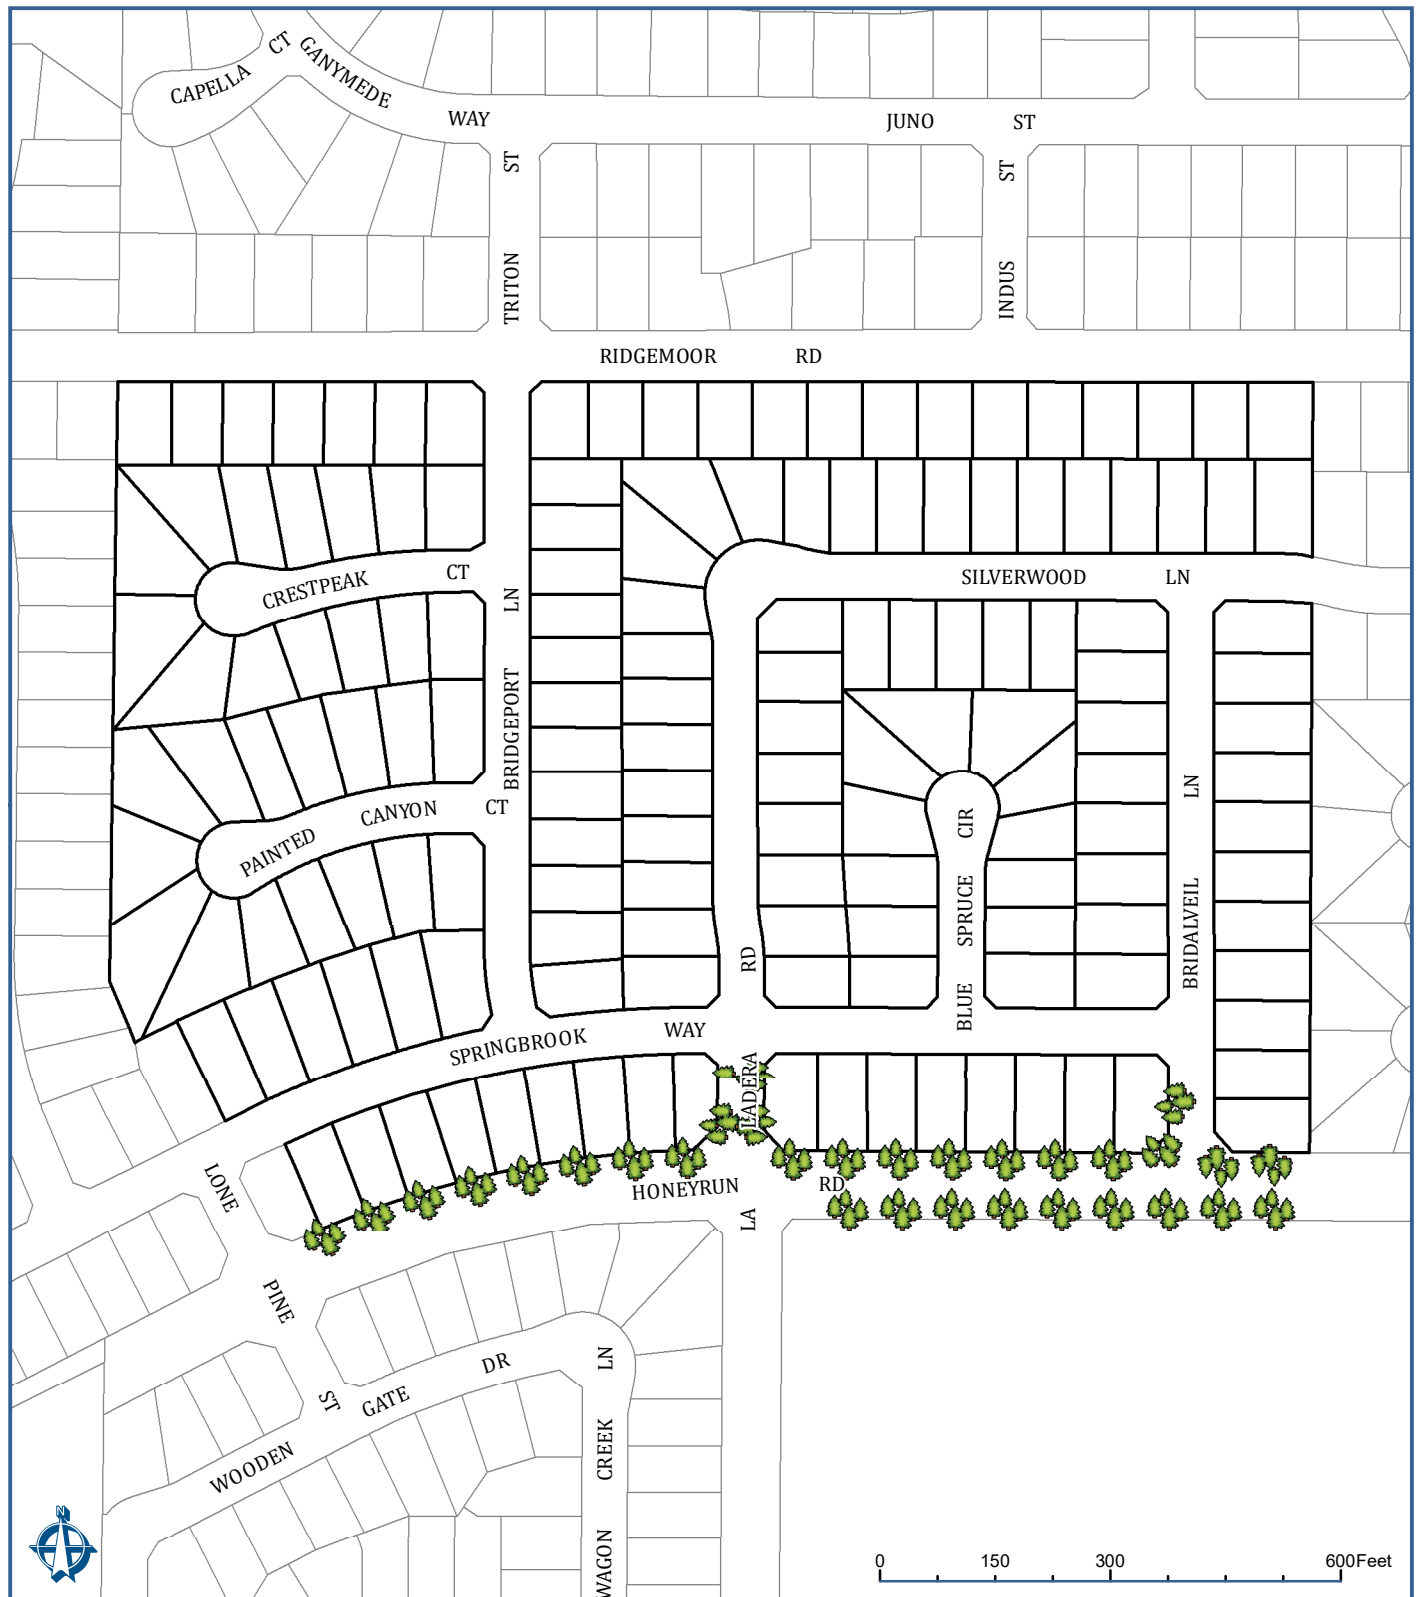 CAPELLA CT
GANYMEDE WAY
JUNO ST
TRITON ST
INDUS ST
RIDGEMOOR RD
CRESTPEAK CT
SILVERWOOD LN
BRIDGEPORT LN
PAINTED CANYON CT
BLUE SPRUCE CIR
BRIDALVEIL LN
SPRINGBROOK WAY
LADERA RD
HONEYRUN RD
LA
LONE PINE ST
WOODEN GATE DR
WAGON CREEK LN
N
0 150 300 600Feet